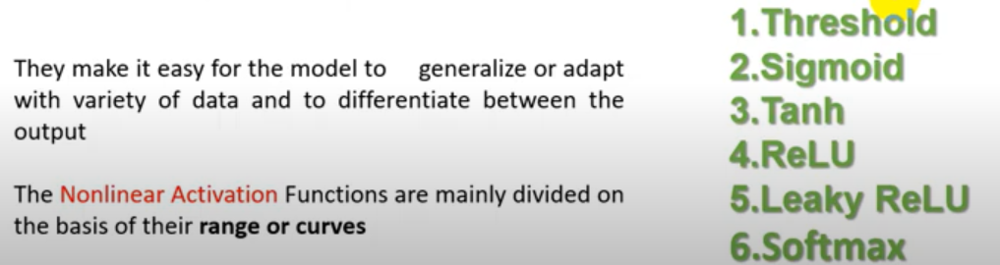 They make it easy for the model to generalize or adapt
with variety of data and to differentiate between the
output
The Nonlinear Activation Functions are mainly divided on
the basis of their range or curves
1.Threshold
2.Sigmoid
3.Tanh
4.ReLU
5.Leaky ReLU
6.Softmax